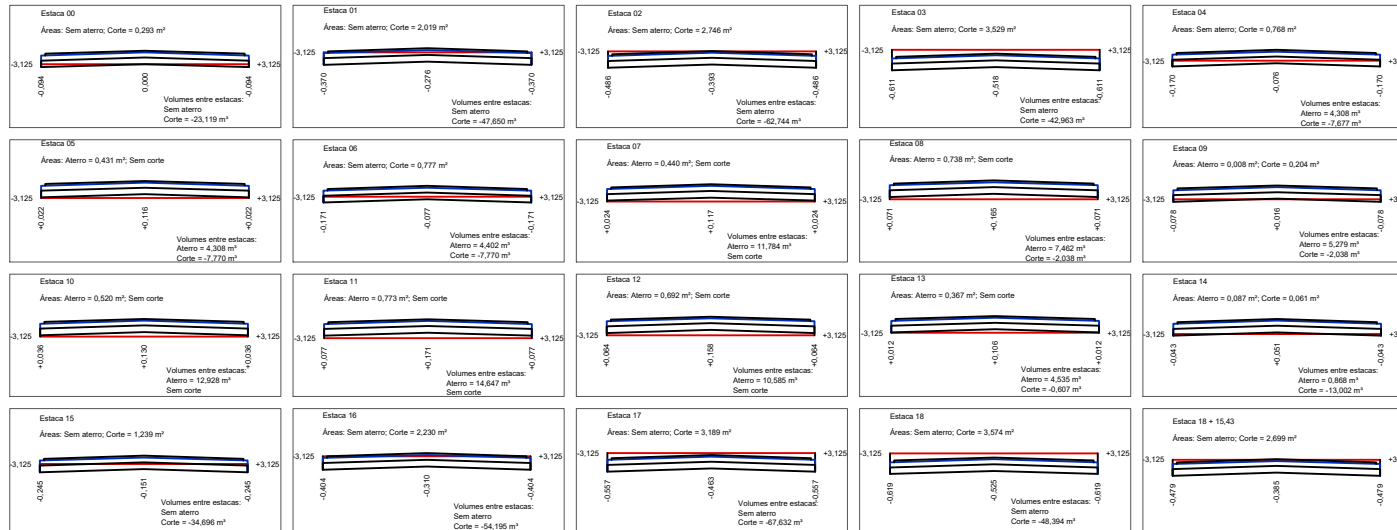 Estaca 00
Áreas: Sem aterro; Corte = 0,293 m²
-3,125
+3,125
-0,094
0,000
-0,094
Volumes entre estacas:
Sem aterro
Corte = -23,119 m³
Estaca 01
Áreas: Sem aterro; Corte = 2,019 m²
-3,125
+3,125
-0,370
-0,276
-0,370
Volumes entre estacas:
Sem aterro
Corte = -47,650 m³
Estaca 02
Áreas: Sem aterro; Corte = 2,746 m²
-3,125
+3,125
-0,486
-0,393
-0,486
Volumes entre estacas:
Sem aterro
Corte = -62,744 m³
Estaca 03
Áreas: Sem aterro; Corte = 3,529 m²
-3,125
+3,125
-0,611
-0,518
-0,611
Volumes entre estacas:
Sem aterro
Corte = -42,963 m³
Estaca 04
Áreas: Sem aterro; Corte = 0,768 m²
-3,125
-0,170
-0,076
-0,170
Volumes entre estacas:
Aterro = 4,308 m³
Corte = -7,677 m³
Estaca 05
Áreas: Aterro = 0,431 m²; Sem corte
-3,125
+3,125
+0,022
+0,116
+0,022
Volumes entre estacas:
Aterro = 4,308 m³
Corte = -7,770 m³
Estaca 06
Áreas: Sem aterro; Corte = 0,777 m²
-3,125
+3,125
-0,171
-0,077
-0,171
Volumes entre estacas:
Aterro = 4,402 m³
Corte = -7,770 m³
Estaca 07
Áreas: Aterro = 0,440 m²; Sem corte
-3,125
+3,125
+0,024
+0,117
+0,024
Volumes entre estacas:
Aterro = 11,784 m³
Sem corte
Estaca 08
Áreas: Aterro = 0,738 m²; Sem corte
-3,125
+3,125
+0,071
+0,165
+0,071
Volumes entre estacas:
Aterro = 7,462 m³
Corte = -2,038 m³
Estaca 09
Áreas: Aterro = 0,008 m²; Corte = 0,204 m²
-3,125
-0,078
+0,016
-0,078
Volumes entre estacas:
Aterro = 5,279 m³
Corte = -2,038 m³
Estaca 10
Áreas: Aterro = 0,520 m²; Sem corte
-3,125
+3,125
+0,036
+0,130
+0,036
Volumes entre estacas:
Aterro = 12,928 m³
Sem corte
Estaca 11
Áreas: Aterro = 0,773 m²; Sem corte
-3,125
+3,125
+0,077
+0,171
+0,077
Volumes entre estacas:
Aterro = 14,647 m³
Sem corte
Estaca 12
Áreas: Aterro = 0,692 m²; Sem corte
-3,125
+3,125
+0,064
+0,158
+0,064
Volumes entre estacas:
Aterro = 10,585 m³
Sem corte
Estaca 13
Áreas: Aterro = 0,367 m²; Sem corte
-3,125
+3,125
+0,012
+0,106
+0,012
Volumes entre estacas:
Aterro = 4,535 m³
Corte = -0,607 m³
Estaca 14
Áreas: Aterro = 0,087 m²; Corte = 0,061 m²
-3,125
-0,043
+0,051
-0,043
Volumes entre estacas:
Aterro = 0,868 m³
Corte = -13,002 m³
Estaca 15
Áreas: Sem aterro; Corte = 1,239 m²
-3,125
+3,125
-0,245
-0,151
-0,245
Volumes entre estacas:
Sem aterro
Corte = -34,696 m³
Estaca 16
Áreas: Sem aterro; Corte = 2,230 m²
-3,125
+3,125
-0,404
-0,310
-0,404
Volumes entre estacas:
Sem aterro
Corte = -54,195 m³
Estaca 17
Áreas: Sem aterro; Corte = 3,189 m²
-3,125
+3,125
-0,557
-0,463
-0,557
Volumes entre estacas:
Sem aterro
Corte = -67,632 m³
Estaca 18
Áreas: Sem aterro; Corte = 3,574 m²
-3,125
+3,125
-0,619
-0,525
-0,619
Volumes entre estacas:
Sem aterro
Corte = -48,394 m³
Estaca 18 + 15,43
Áreas: Sem aterro; Corte = 2,699 m²
-3,125
-0,479
-0,385
-0,479